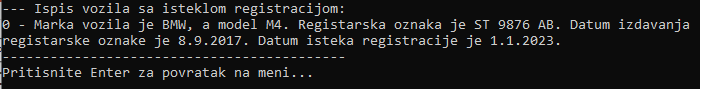 --- Ispis vozila sa isteklom registracijom:
0 - Marka vozila je BMW, a model M4. Registarska oznaka je ST 9876 AB. Datum izdavanja
registarske oznake je 8.9.2017. Datum isteka registracije je 1.1.2023.
-------------------------------------------
Pritisnite Enter za povratak na meni...